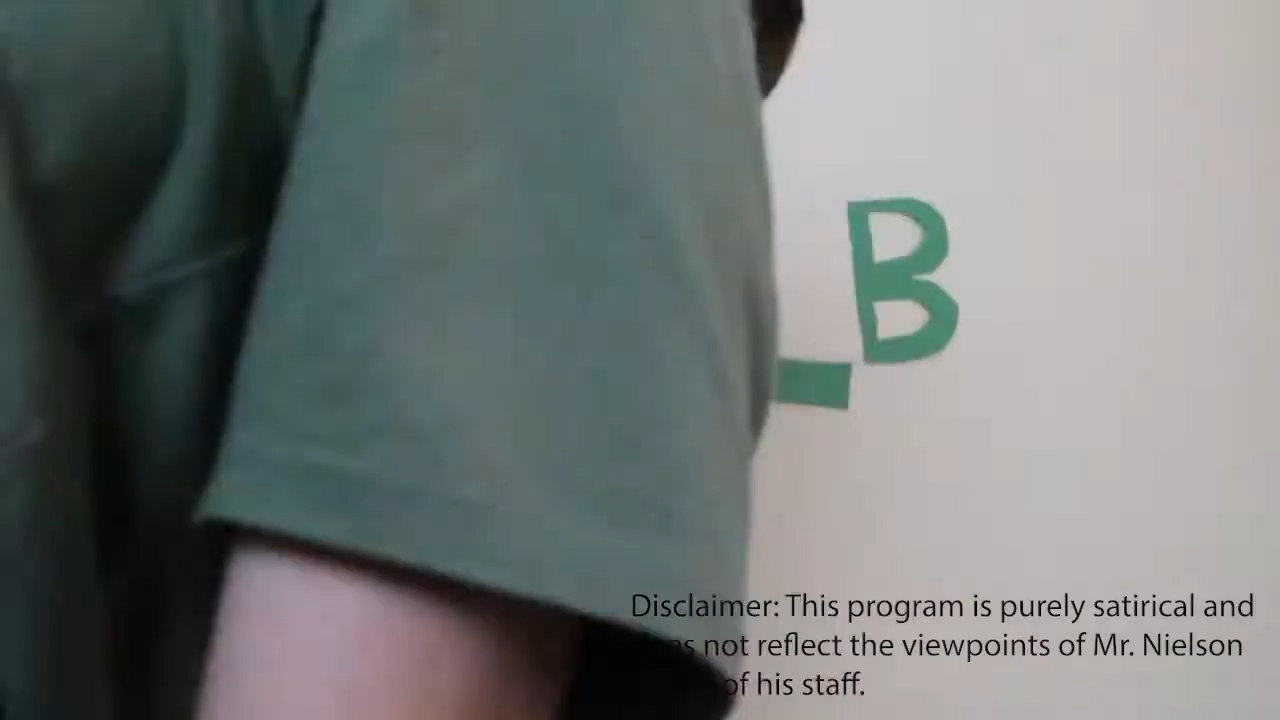 B
Disclaimer: This program is purely satirical and
not reflect the viewpoints of Mr. Nielson
of his staff.